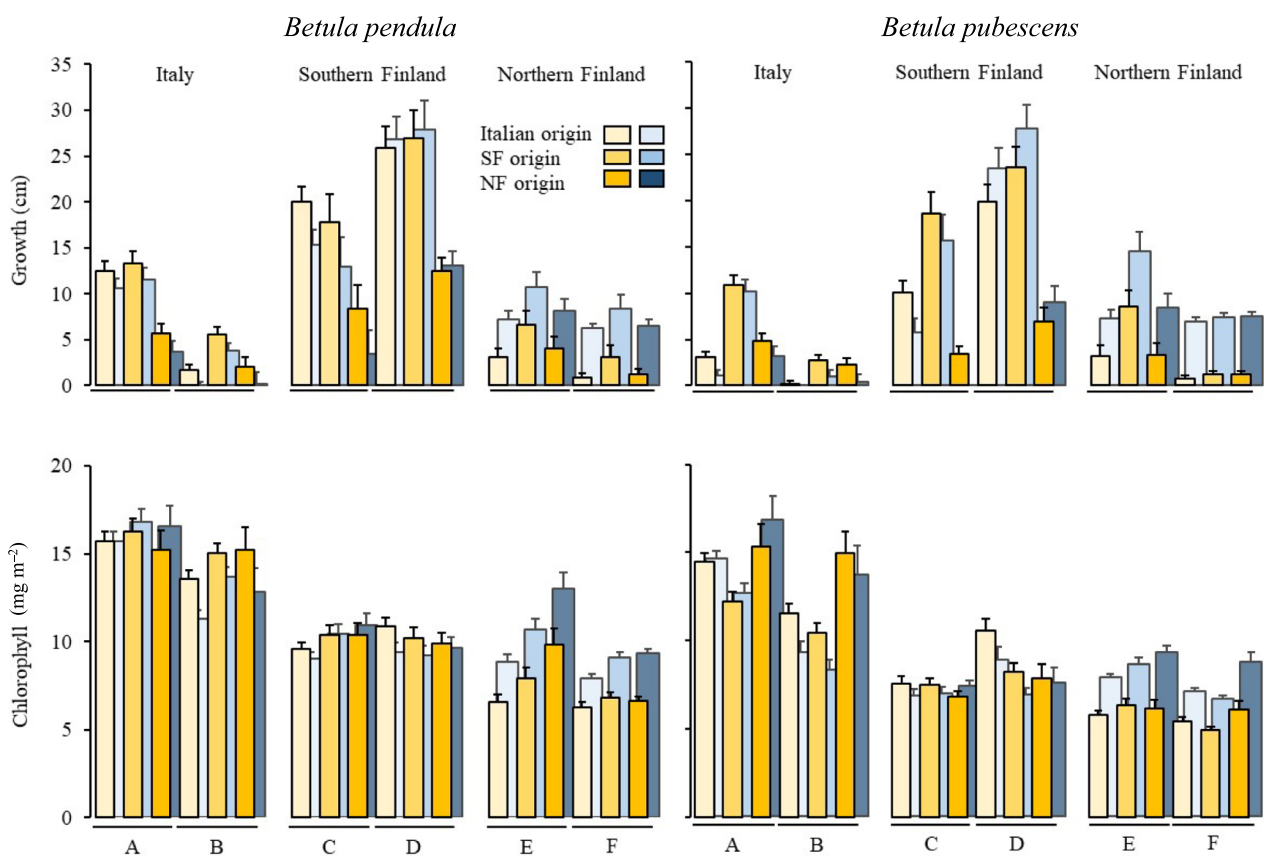 Betula pendula
Betula pubescens
35
30
25
20
15
10
5
0
Growth (cm)
Italy
Southern Finland
Northern Finland
Italian origin
SF origin
NF origin
Italy
Southern Finland
Northern Finland
20
15
10
5
0
Chlorophyll (mg m⁻²)
A B C D E F
A B C D E F